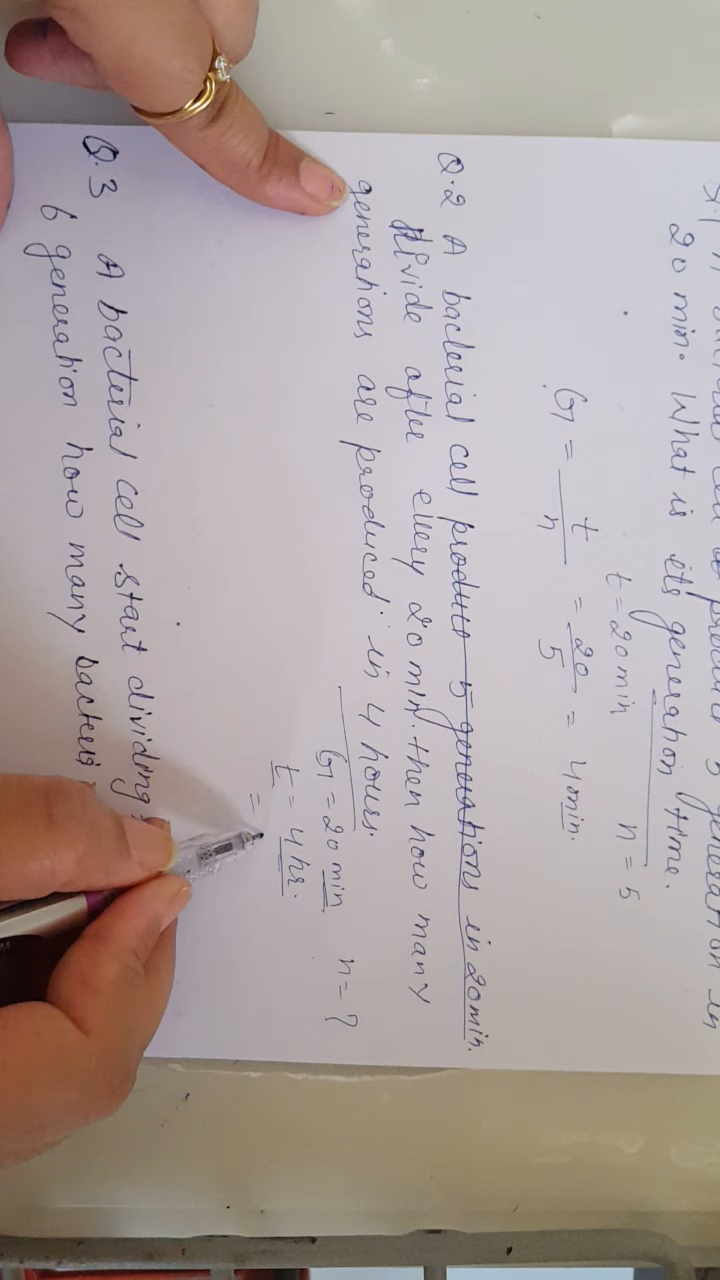 20 min. What is its generation time.
t = 20 min n = 5
G = t/n = 20/5 = 4 min.
Q.2 A bacterial cell produce 5 generations in 20 min.
divide after every 20 min. then how many
generations are produced in 4 hours.
G = 20 min n = ?
t = 4 hr.
=
Q.3 A bacterial cell start dividing
6 generation how many bacteri